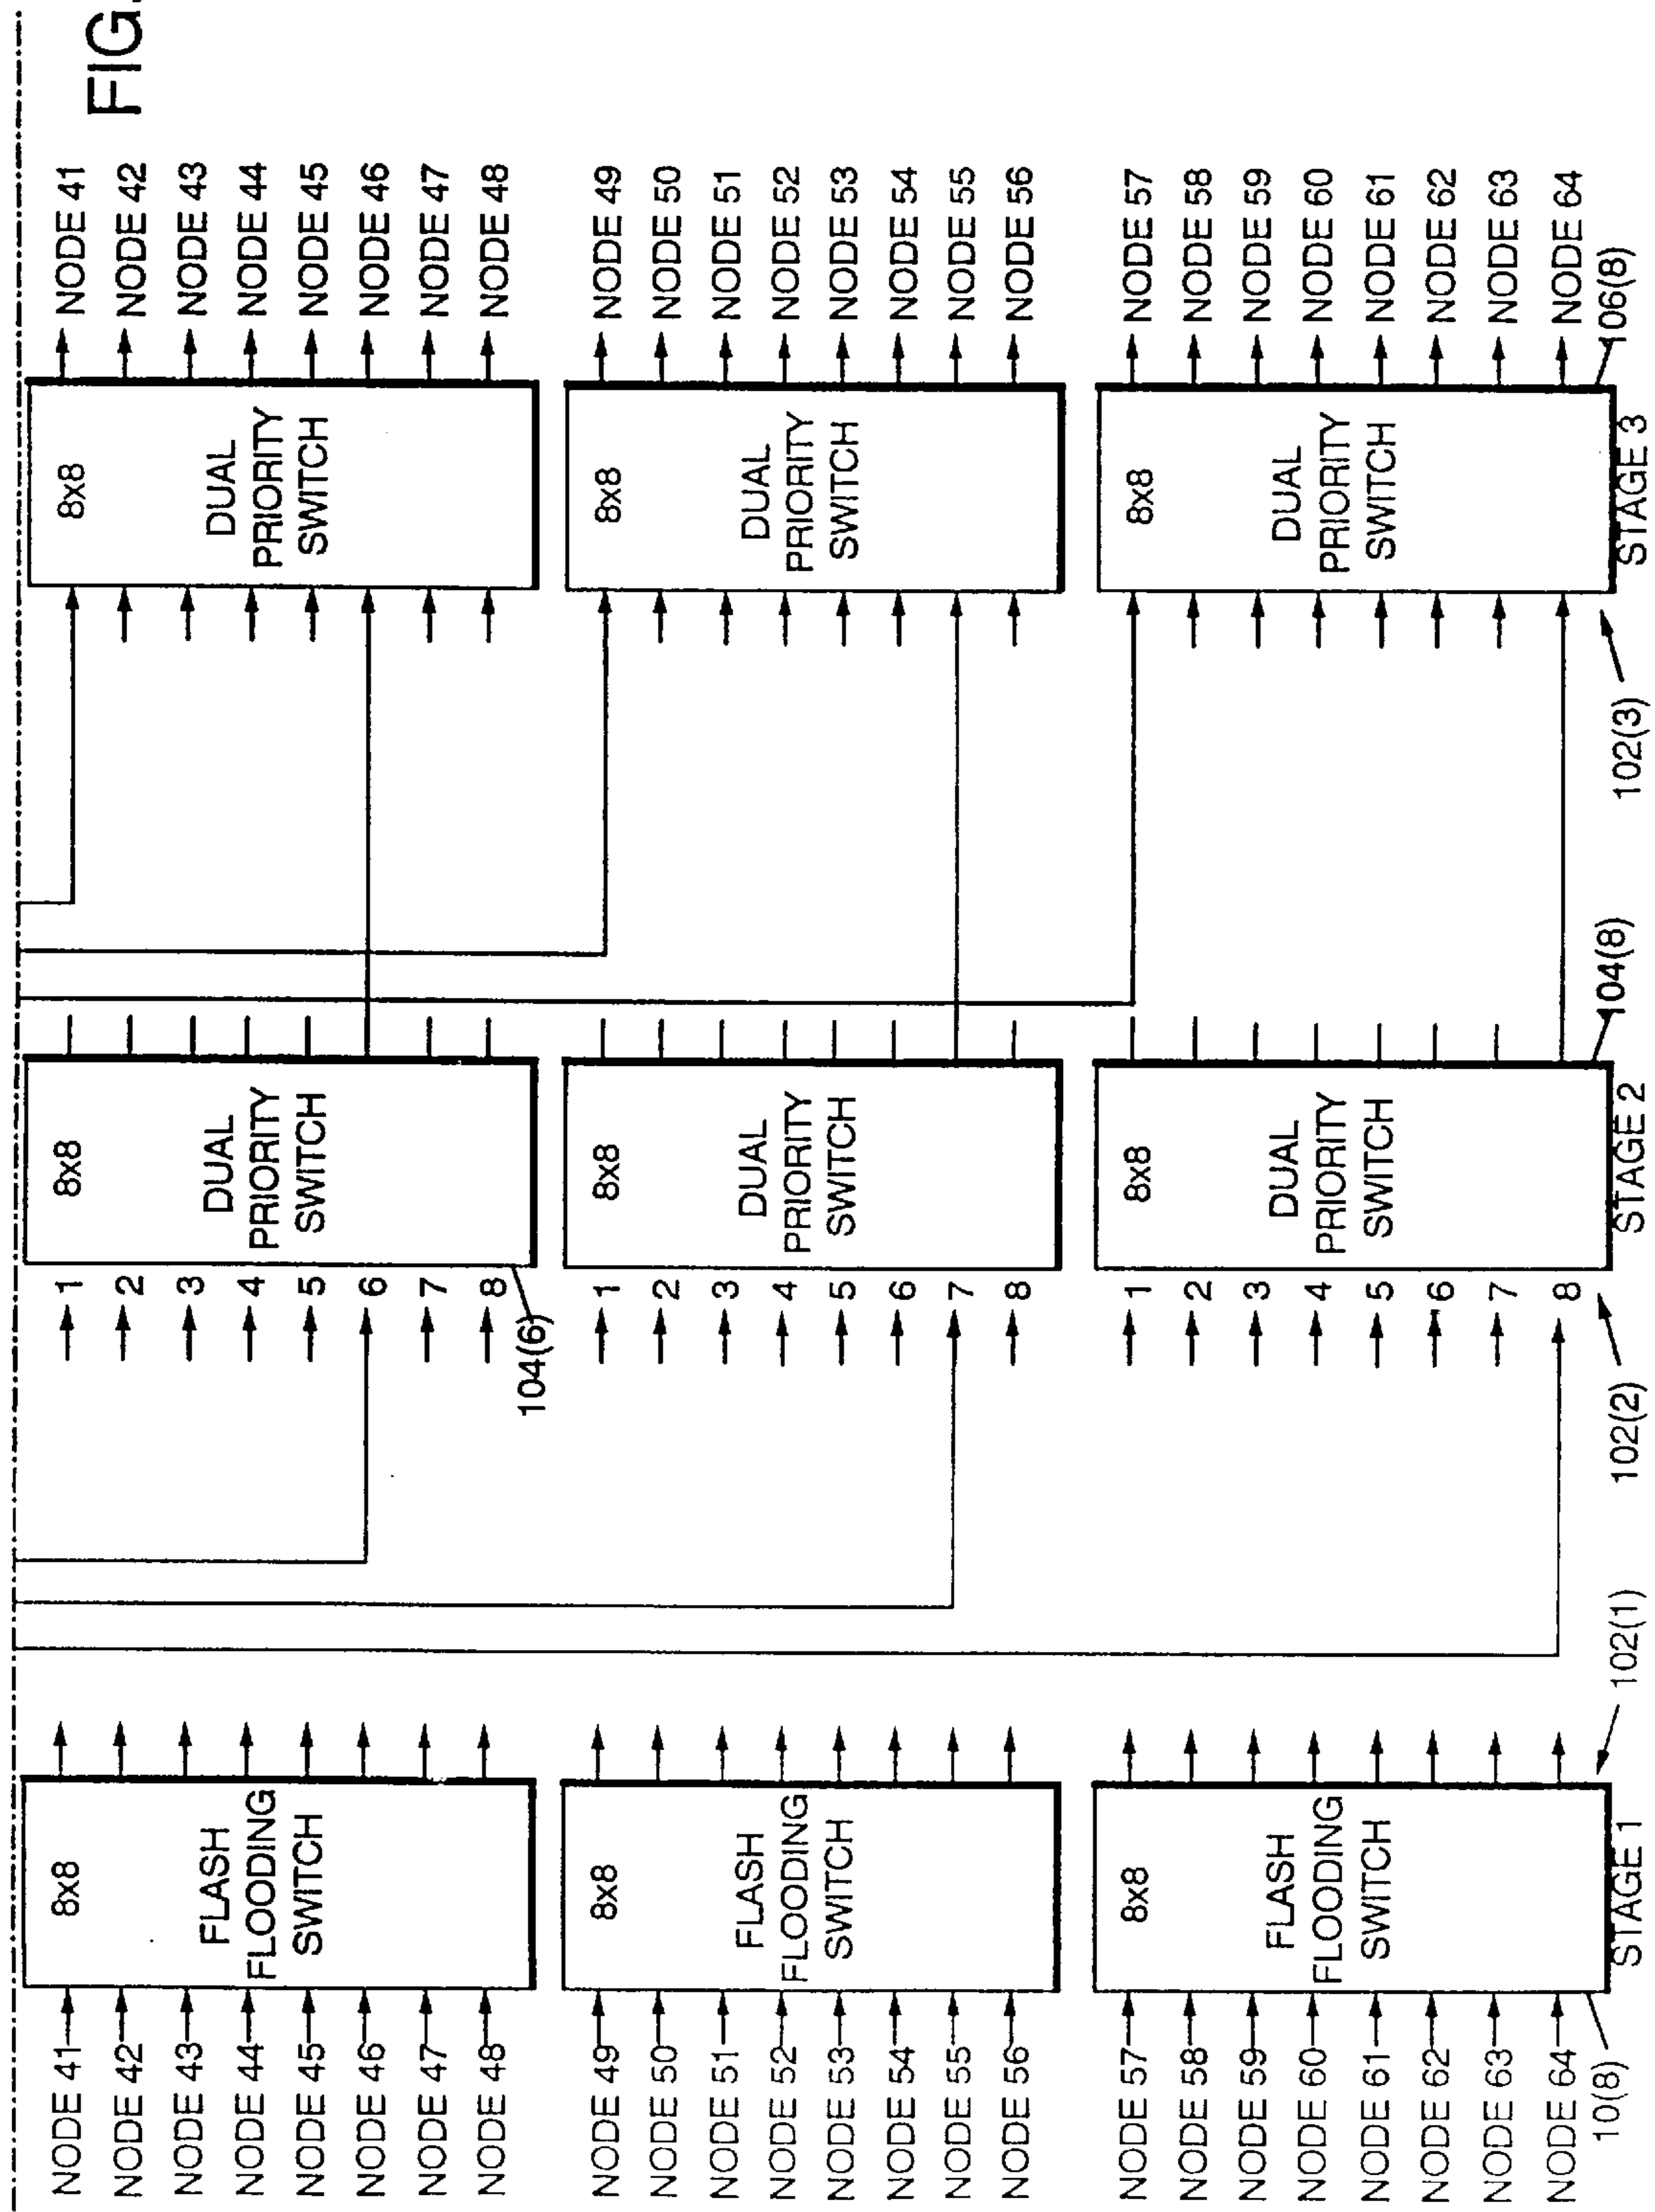 FIG.
NODE 41
NODE 42
NODE 43
NODE 44
NODE 45
NODE 46
NODE 47
NODE 48
8x8
FLASH
FLOODING
SWITCH
1
2
3
4
5
6
7
8
104(6)
8x8
DUAL
PRIORITY
SWITCH
8x8
DUAL
PRIORITY
SWITCH
NODE 41
NODE 42
NODE 43
NODE 44
NODE 45
NODE 46
NODE 47
NODE 48
NODE 49
NODE 50
NODE 51
NODE 52
NODE 53
NODE 54
NODE 55
NODE 56
8x8
FLASH
FLOODING
SWITCH
1
2
3
4
5
6
7
8
8x8
DUAL
PRIORITY
SWITCH
8x8
DUAL
PRIORITY
SWITCH
NODE 49
NODE 50
NODE 51
NODE 52
NODE 53
NODE 54
NODE 55
NODE 56
NODE 57
NODE 58
NODE 59
NODE 60
NODE 61
NODE 62
NODE 63
NODE 64
10(8)
8x8
FLASH
FLOODING
SWITCH
STAGE 1
102(1)
1
2
3
4
5
6
7
8
102(2)
8x8
DUAL
PRIORITY
SWITCH
STAGE 2
104(8)
102(3)
8x8
DUAL
PRIORITY
SWITCH
STAGE 3
NODE 57
NODE 58
NODE 59
NODE 60
NODE 61
NODE 62
NODE 63
NODE 64
106(8)